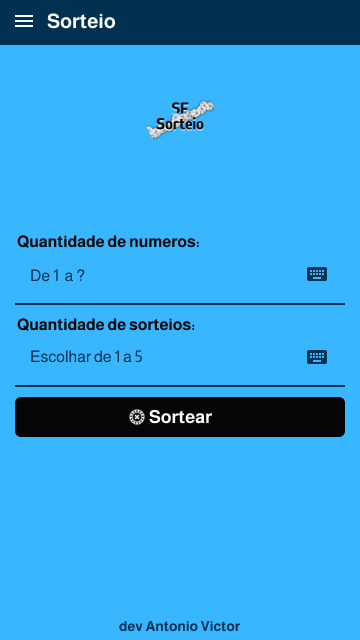 Sorteio
SF
Sorteio
Quantidade de numeros:
De 1 a ?
Quantidade de sorteios:
Escolhar de 1 a 5
Sortear
dev Antonio Victor